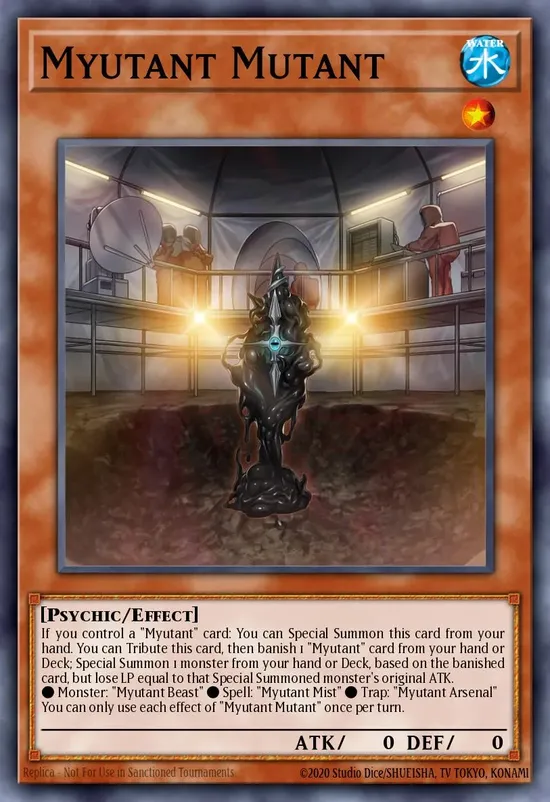 Myutant Mutant
WATER
水
[Psychic/Effect]
If you control a "Myutant" card: You can Special Summon this card from your
hand. You can Tribute this card, then banish 1 "Myutant" card from your hand or
Deck; Special Summon 1 monster from your hand or Deck, based on the banished
card, but lose LP equal to that Special Summoned monster's original ATK.
● Monster: "Myutant Beast" ● Spell: "Myutant Mist" ● Trap: "Myutant Arsenal"
You can only use each effect of "Myutant Mutant" once per turn.
ATK/ 0 DEF/ 0
Replica - Not For Use in Sanctioned Tournaments ©2020 Studio Dice/SHUEISHA, TV TOKYO, KONAMI